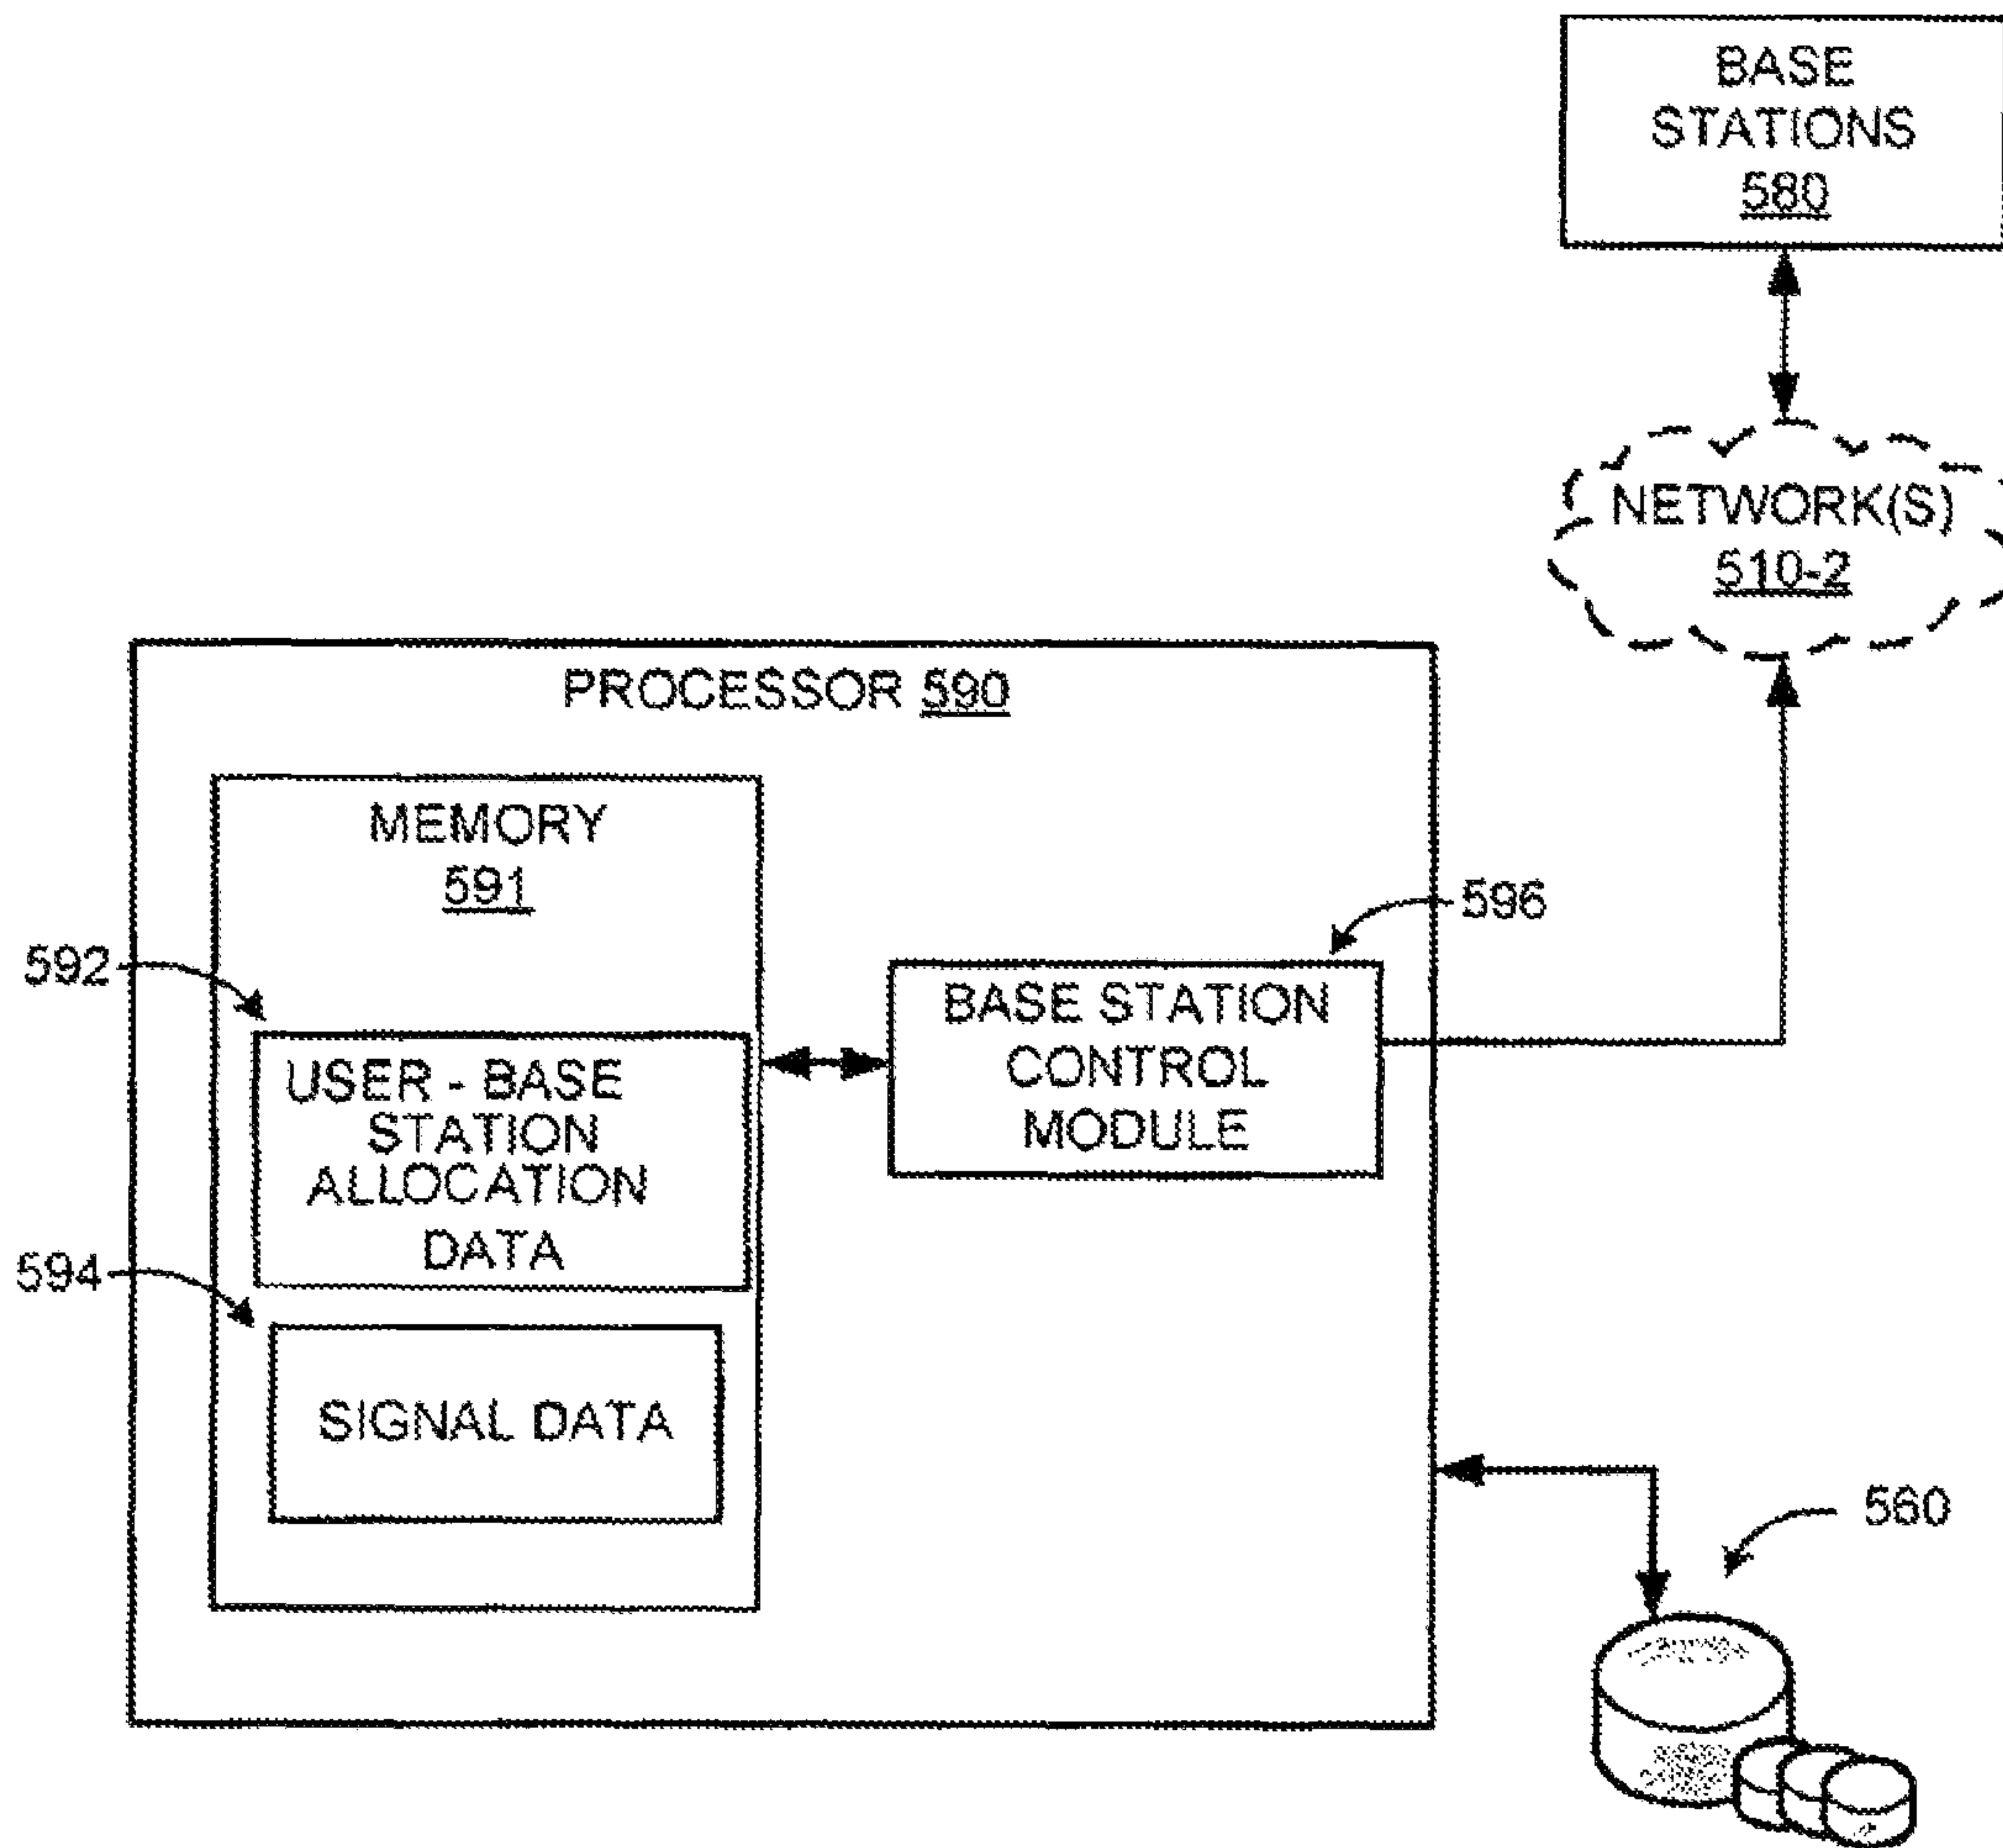 BASE
STATIONS
580
NETWORK(S)
510-2
PROCESSOR 590
MEMORY
591
596
592
BASE STATION
CONTROL
MODULE
USER - BASE
STATION
ALLOCATION
DATA
594
SIGNAL DATA
560